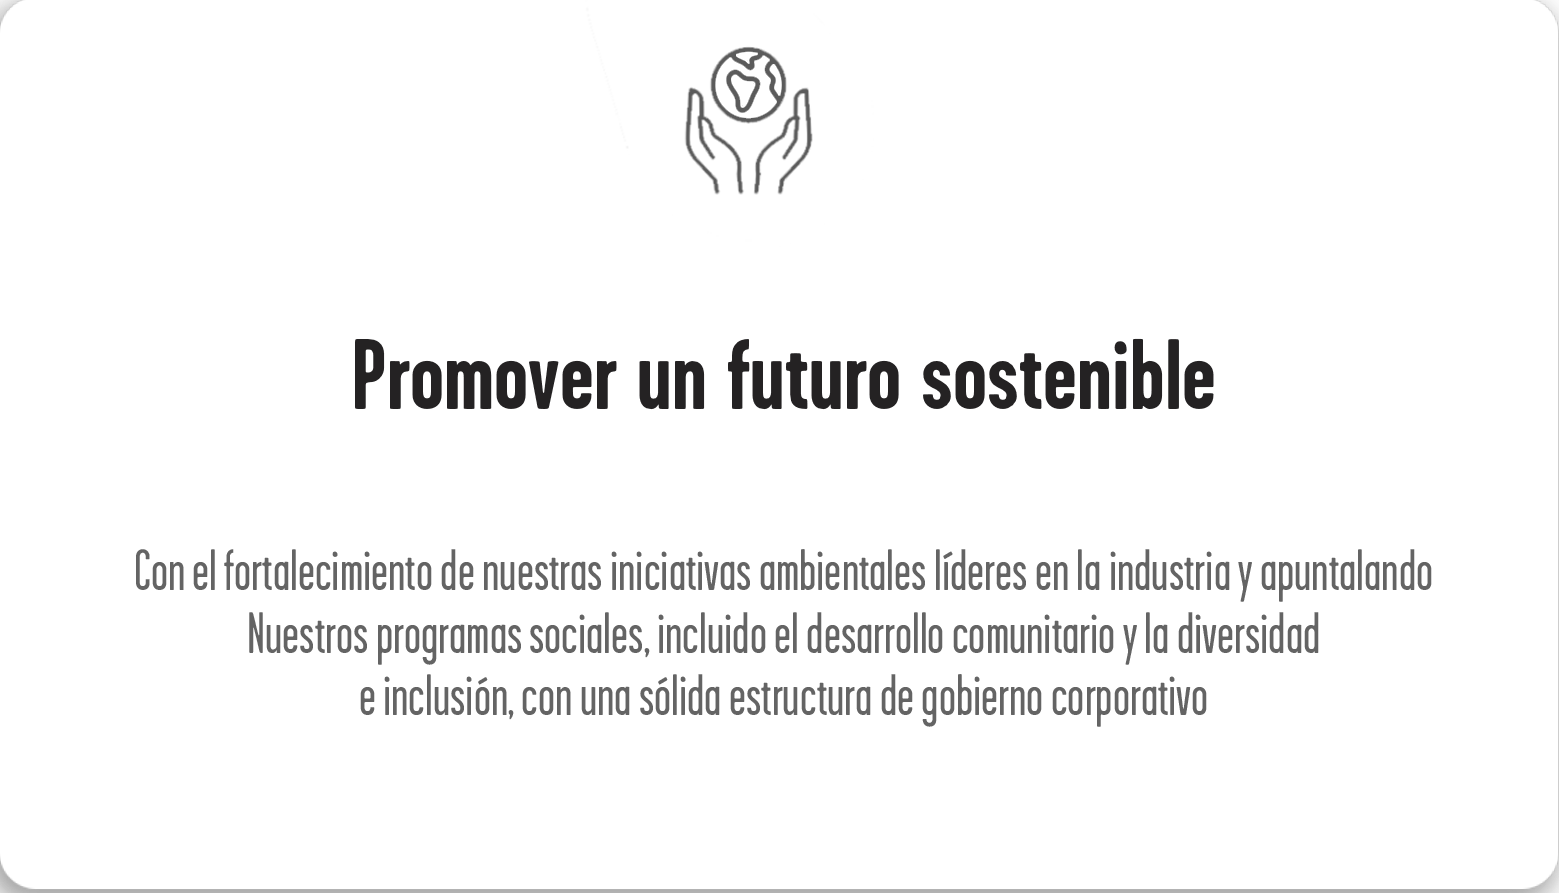 Promover un futuro sostenible
Con el fortalecimiento de nuestras iniciativas ambientales líderes en la industria y apuntalando
Nuestros programas sociales, incluido el desarrollo comunitario y la diversidad
e inclusión, con una sólida estructura de gobierno corporativo